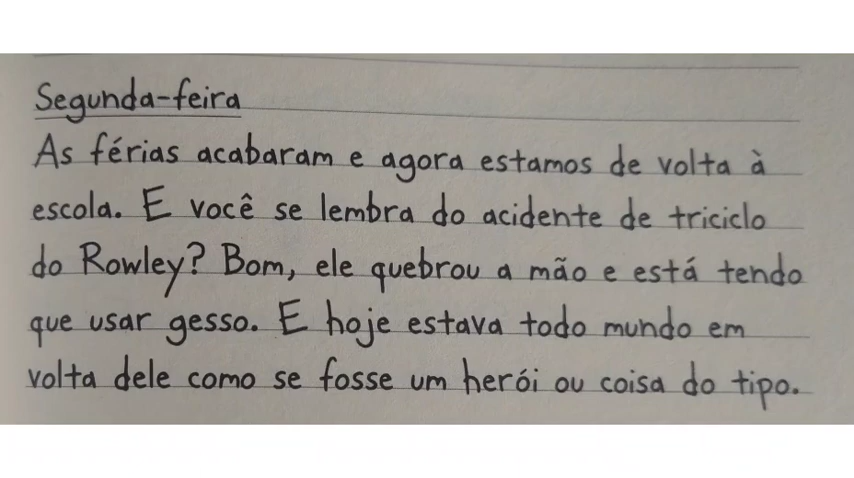 Segunda-feira
As férias acabaram e agora estamos de volta à
escola. E você se lembra do acidente de triciclo
do Rowley? Bom, ele quebrou a mão e está tendo
que usar gesso. E hoje estava todo mundo em
volta dele como se fosse um herói ou coisa do tipo.